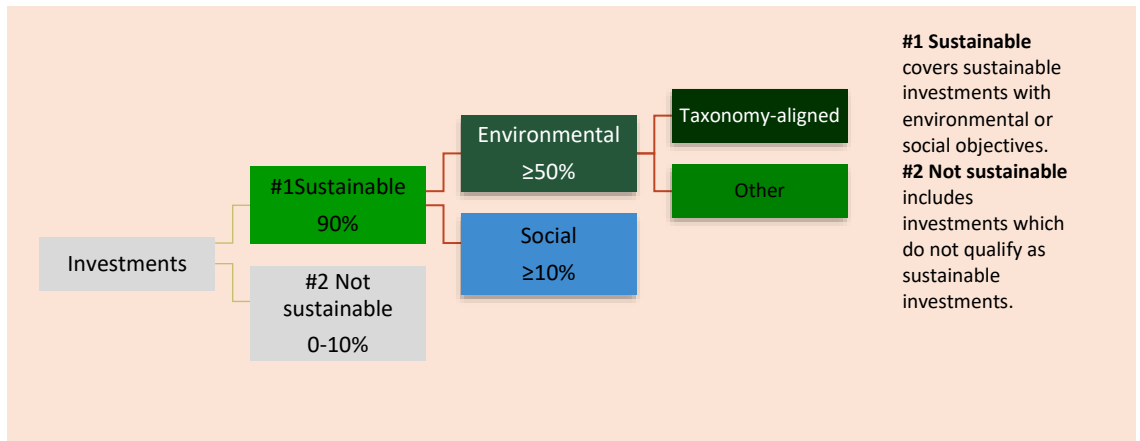 Investments
#1Sustainable
90%
#2 Not
sustainable
0-10%
Environmental
≥50%
Social
≥10%
Taxonomy-aligned
Other
#1 Sustainable
covers sustainable
investments with
environmental or
social objectives.
#2 Not sustainable
includes
investments which
do not qualify as
sustainable
investments.